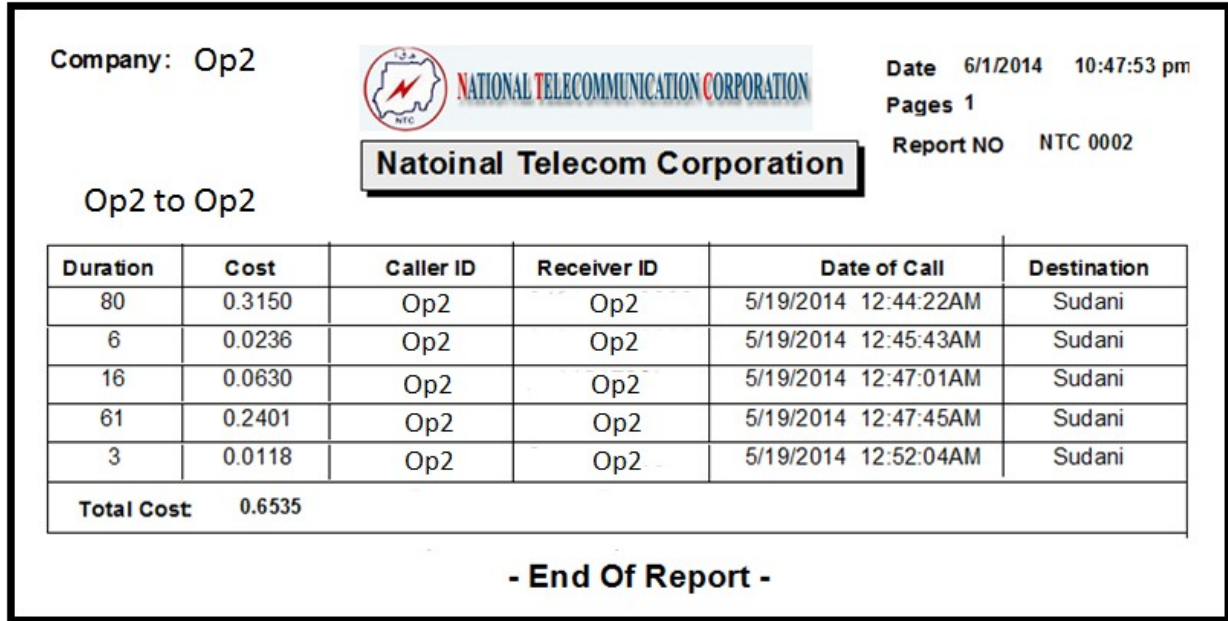 Company: Op2
NTC
NATIONAL TELECOMMUNICATION CORPORATION
Date 6/1/2014 10:47:53 pm
Pages 1
Report NO NTC 0002
Natoinal Telecom Corporation
Op2 to Op2
Duration Cost Caller ID Receiver ID Date of Call Destination
80 0.3150 Op2 Op2 5/19/2014 12:44:22AM Sudani
6 0.0236 Op2 Op2 5/19/2014 12:45:43AM Sudani
16 0.0630 Op2 Op2 5/19/2014 12:47:01AM Sudani
61 0.2401 Op2 Op2 5/19/2014 12:47:45AM Sudani
3 0.0118 Op2 Op2 5/19/2014 12:52:04AM Sudani
Total Cost: 0.6535
- End Of Report -